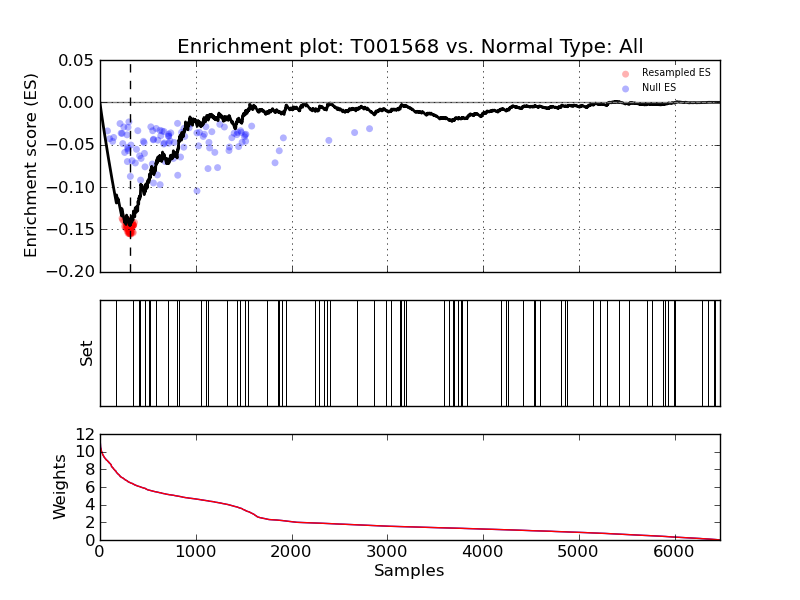 Enrichment plot: T001568 vs. Normal Type: All
Enrichment score (ES)
0.05
0.00
−0.05
−0.10
−0.15
−0.20
Resampled ES
Null ES
Set
Weights
12
10
8
6
4
2
0
0 1000 2000 3000 4000 5000 6000
Samples